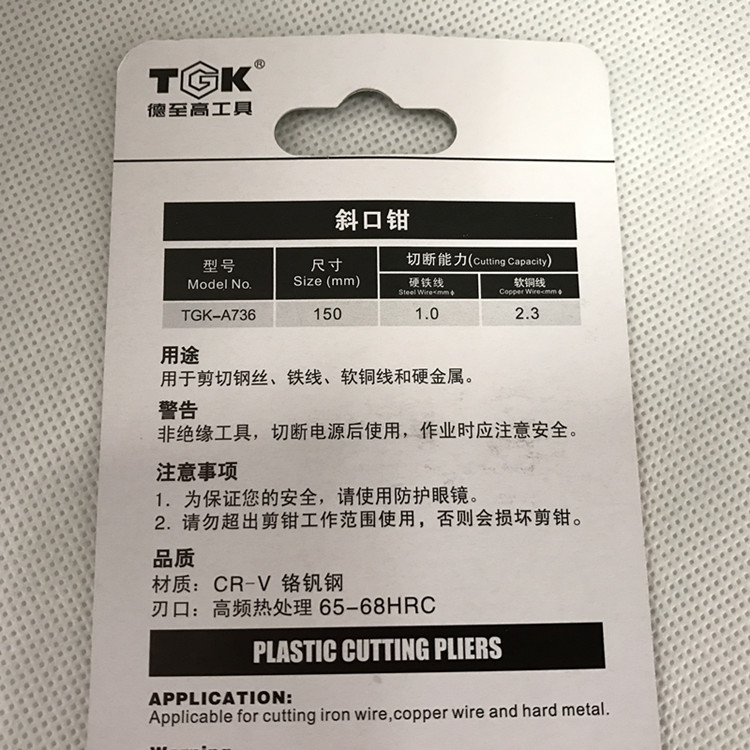 TGK®
德至高工具
斜口钳
型号 尺寸 切断能力(Cutting Capacity)
Model No. Size (mm) 硬铁线 软铜线
Steel Wire<mmφ Copper Wire<mmφ
TGK-A736 150 1.0 2.3
用途
用于剪切钢丝、铁线、软铜线和硬金属。
警告
非绝缘工具，切断电源后使用，作业时应注意安全。
注意事项
1. 为保证您的安全，请使用防护眼镜。
2. 请勿超出剪钳工作范围使用，否则会损坏剪钳。
品质
材质：CR-V 铬钒钢
刃口：高频热处理 65-68HRC
PLASTIC CUTTING PLIERS
APPLICATION:
Applicable for cutting iron wire,copper wire and hard metal.